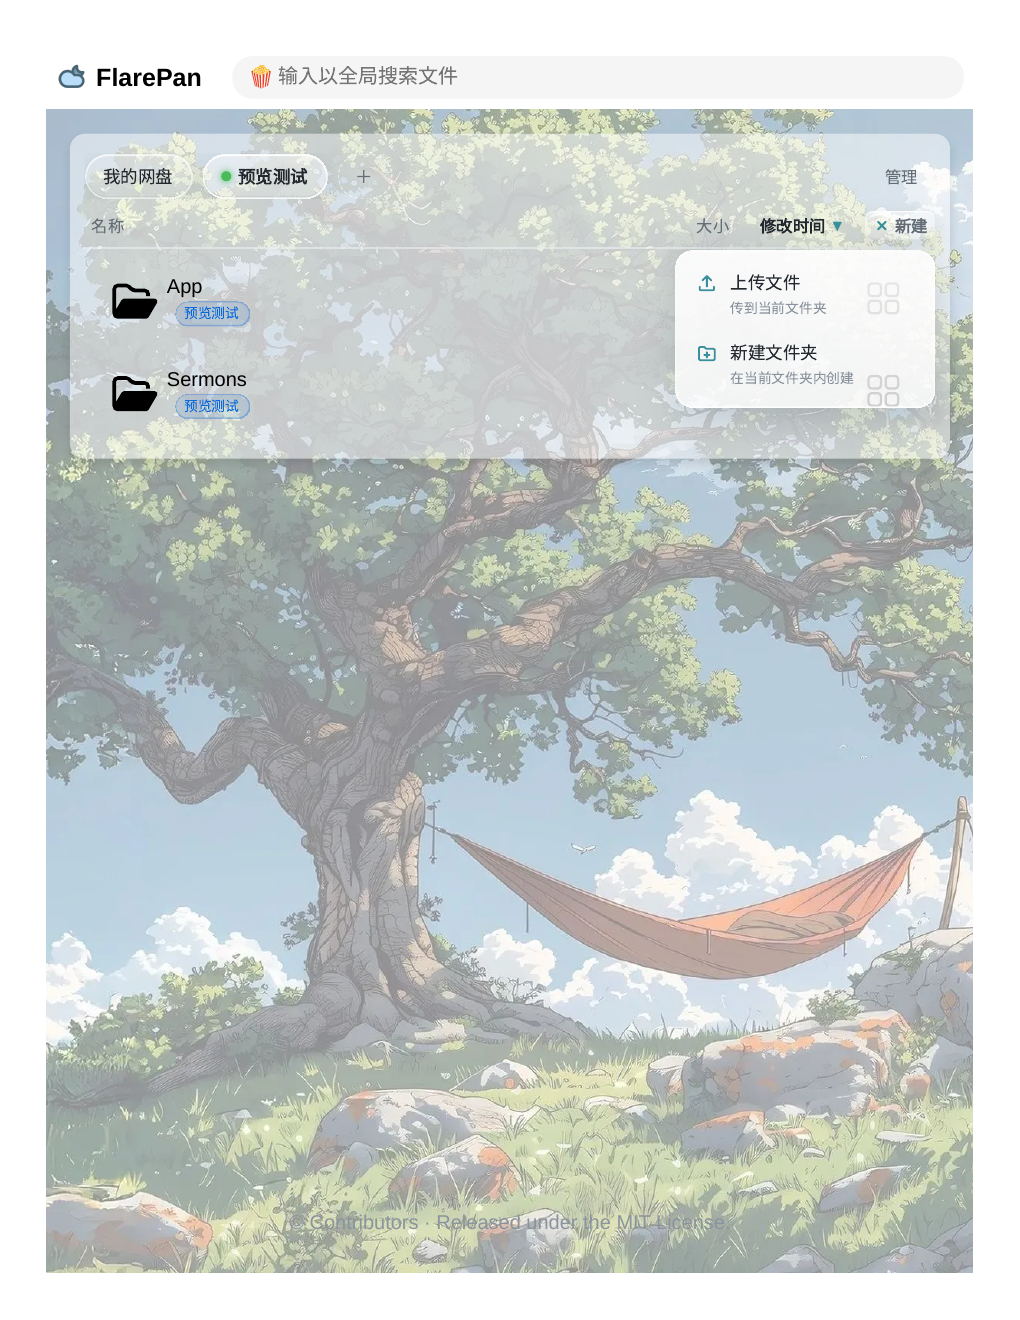 FlarePan
🍿 输入以全局搜索文件
我的网盘 预览测试 + 管理
名称 大小 修改时间 ▼ × 新建
上传文件
传到当前文件夹
新建文件夹
在当前文件夹内创建
App
预览测试
Sermons
预览测试
© Contributors · Released under the MIT License.